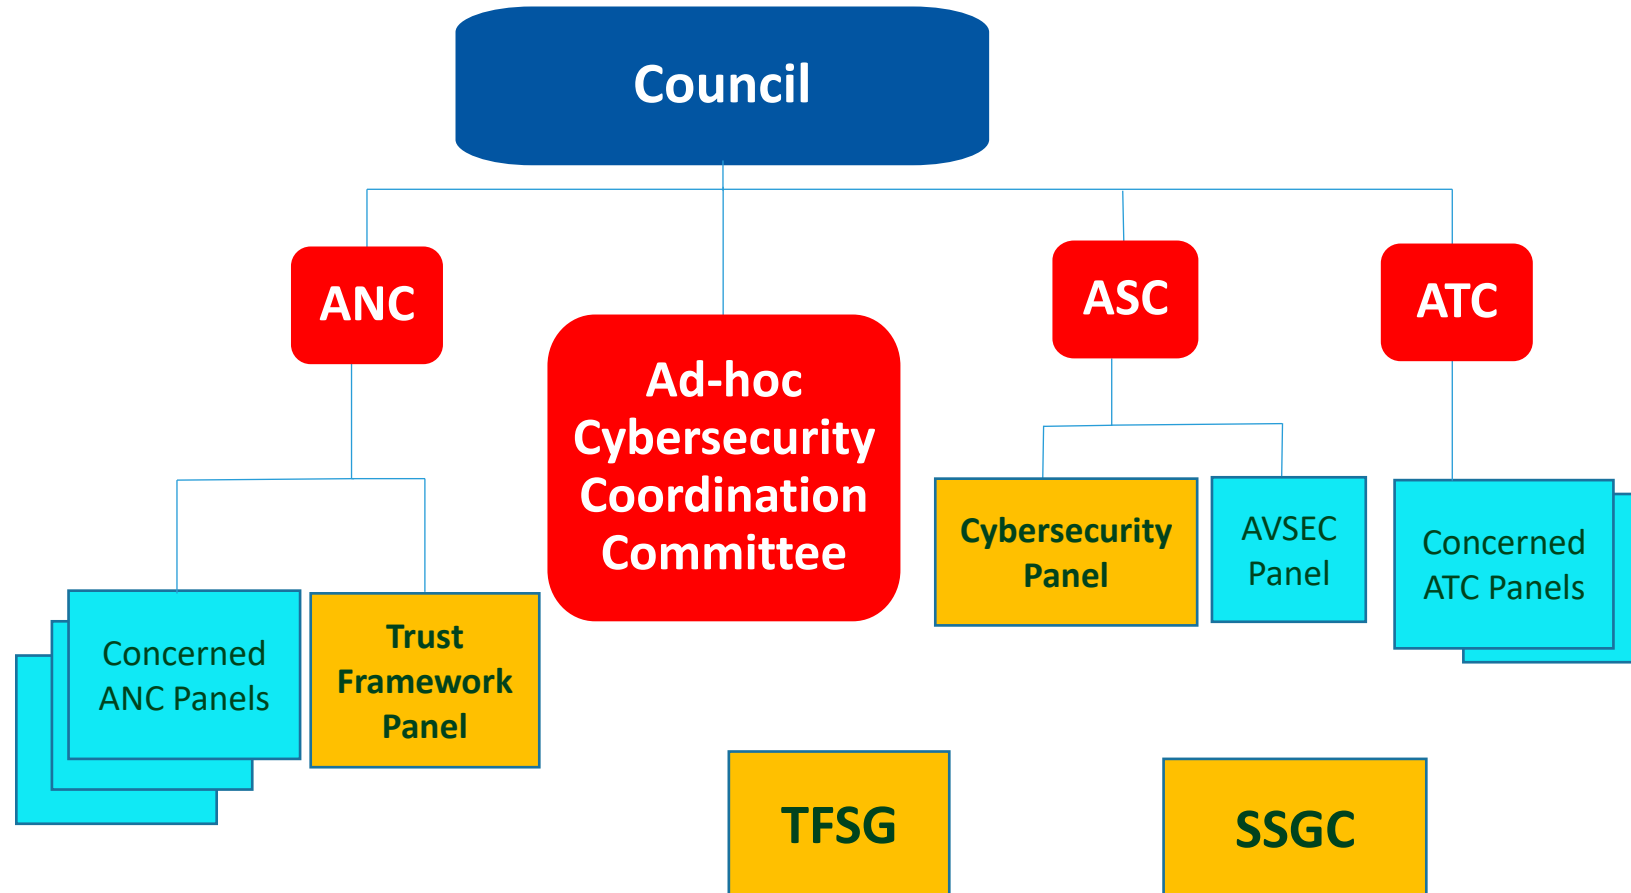 Council
ANC
Ad-hoc
Cybersecurity
Coordination
Committee
ASC
ATC
Concerned
ANC Panels
Trust
Framework
Panel
Cybersecurity
Panel
AVSEC
Panel
Concerned
ATC Panels
TFSG
SSGC